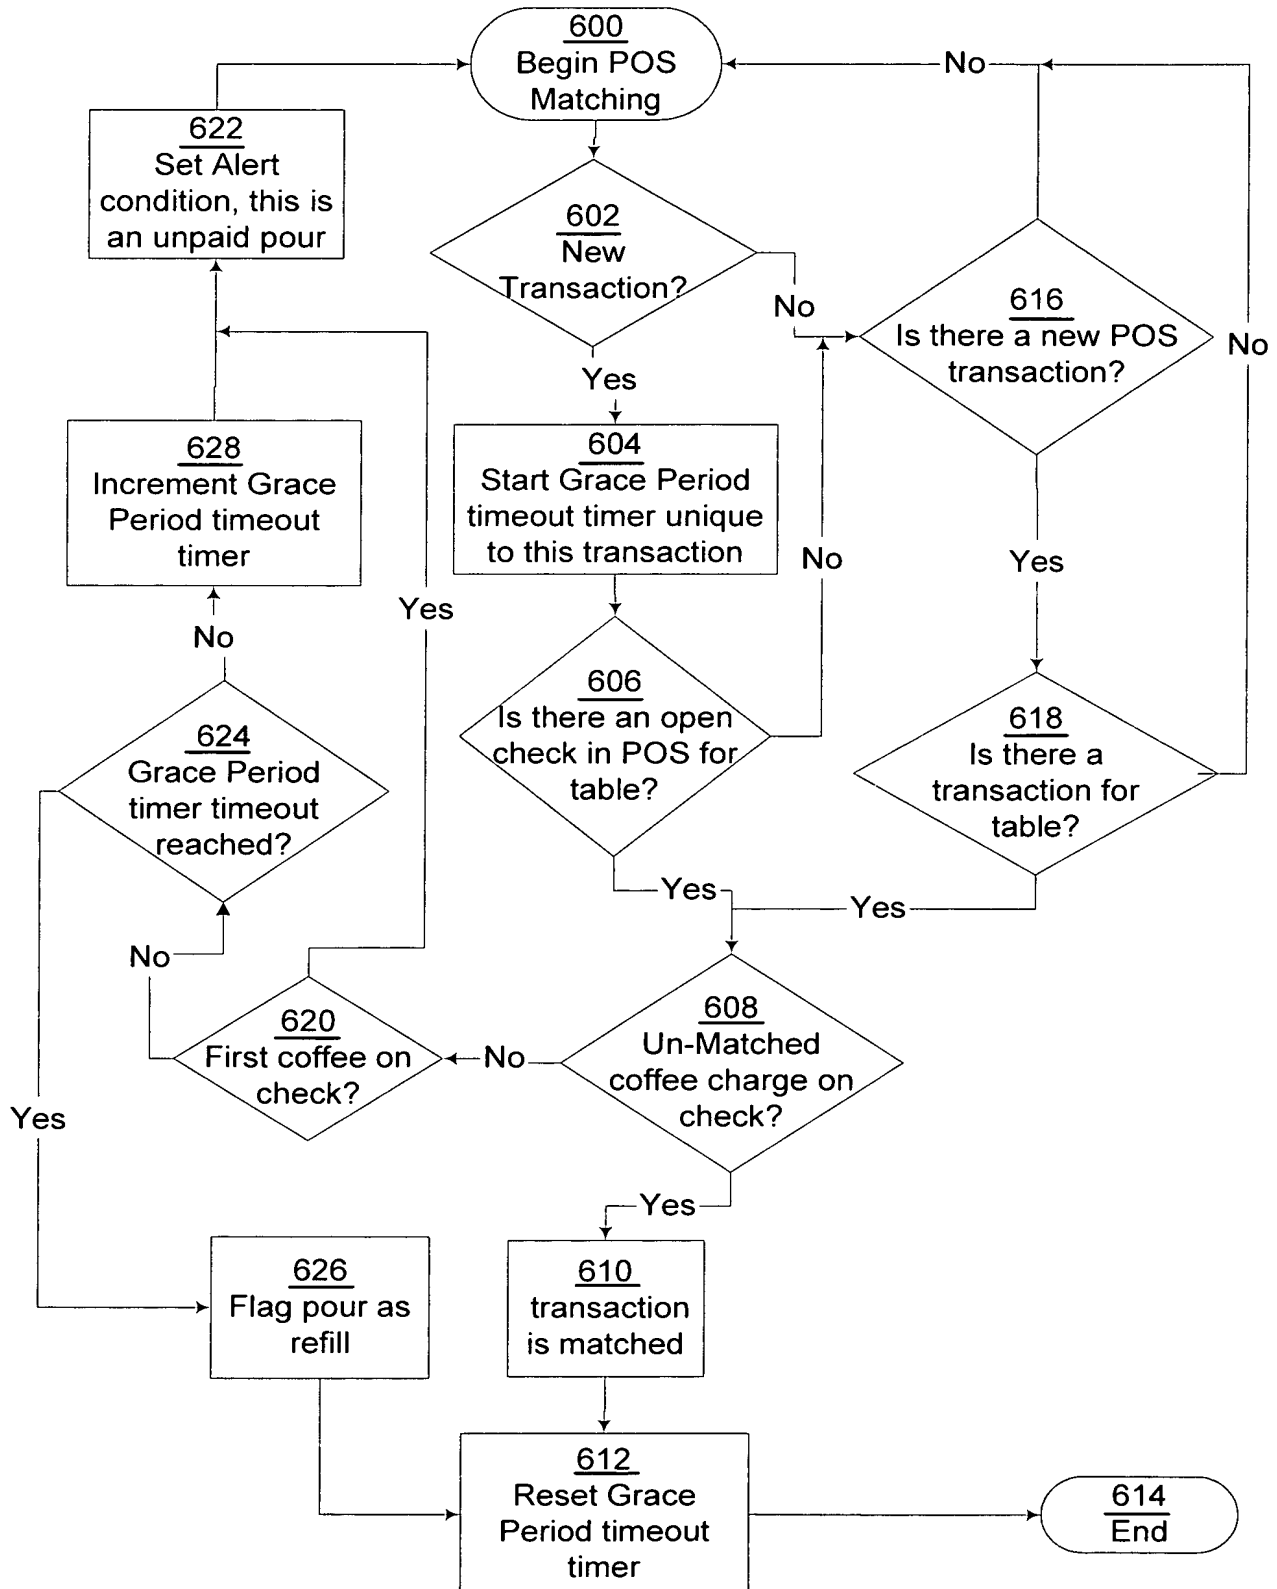 600
Begin POS
Matching
No
622
Set Alert
condition, this is
an unpaid pour
602
New
Transaction?
No
616
Is there a new POS
transaction?
No
Yes
628
Increment Grace
Period timeout
timer
604
Start Grace Period
timeout timer unique
to this transaction
No
Yes
Yes
No
606
Is there an open
check in POS for
table?
618
Is there a
transaction for
table?
624
Grace Period
timer timeout
reached?
Yes
Yes
No
620
First coffee on
check?
No
608
Un-Matched
coffee charge on
check?
Yes
Yes
626
Flag pour as
refill
610
transaction
is matched
612
Reset Grace
Period timeout
timer
614
End